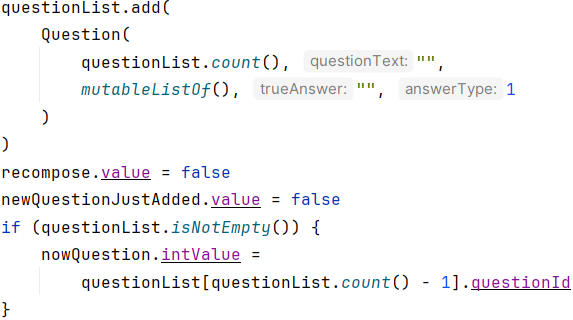 questionList.add(
    Question(
        questionList.count(), questionText: "",
        mutableListOf(), trueAnswer: "", answerType: 1
    )
)
recompose.value = false
newQuestionJustAdded.value = false
if (questionList.isNotEmpty()) {
    nowQuestion.intValue =
        questionList[questionList.count() - 1].questionId
}